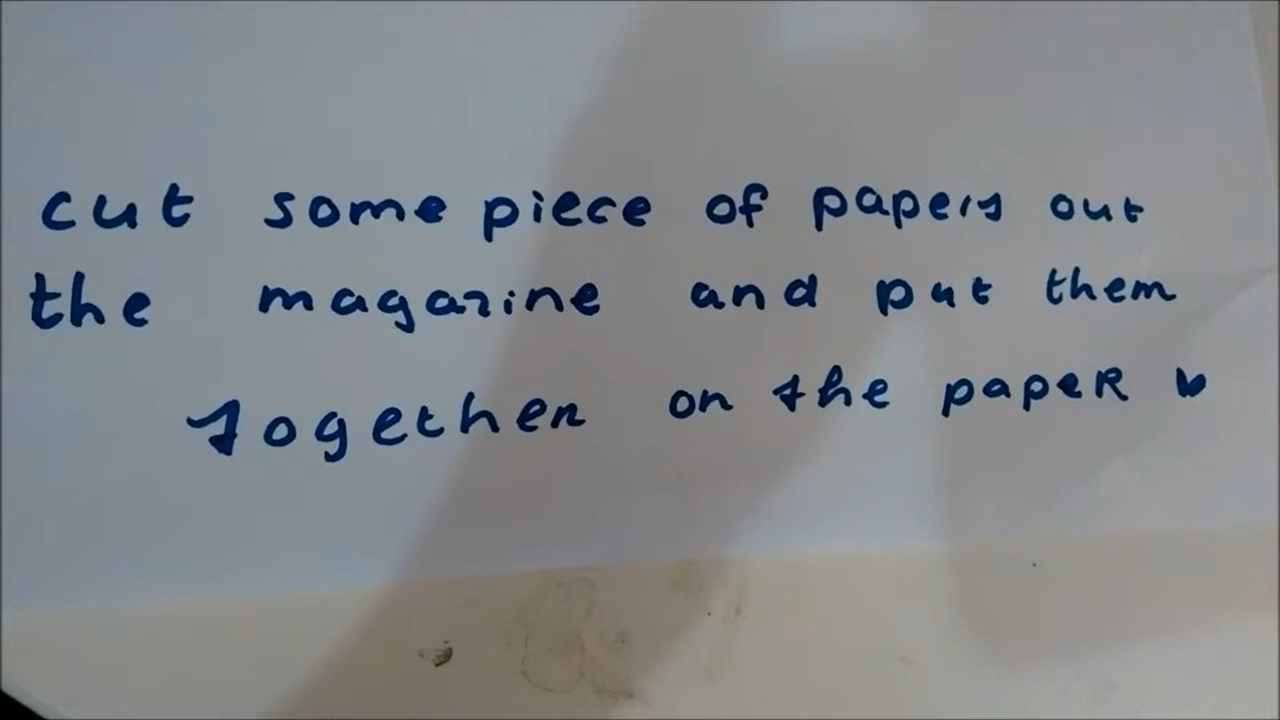 cut some piece of papers out
the magazine and put them
together on the paper